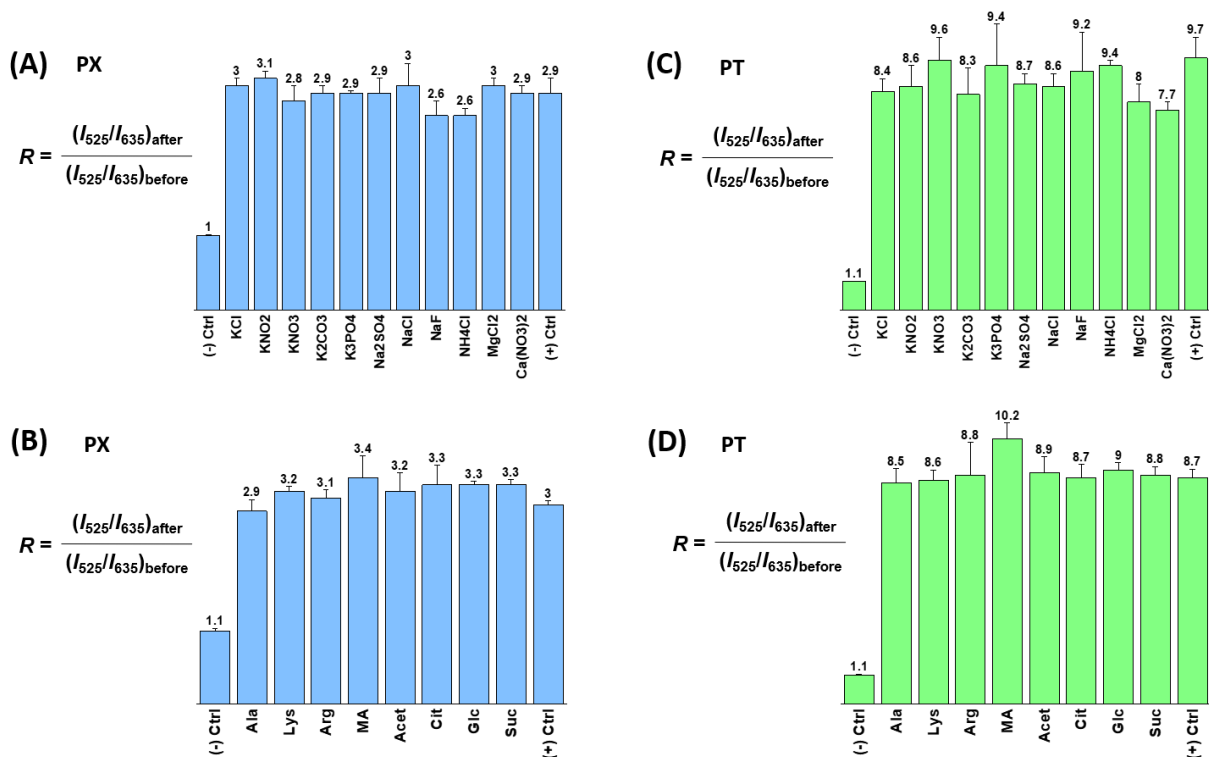 (A) PX
R = (I525/I635)after
(I525/I635)before
1
3
3.1
2.8
2.9
2.9
2.9
3
2.6
2.6
3
2.9
2.9
(-) Ctrl
KCl
KNO2
KNO3
K2CO3
K3PO4
Na2SO4
NaCl
NaF
NH4Cl
MgCl2
Ca(NO3)2
(+) Ctrl
(C) PT
R = (I525/I635)after
(I525/I635)before
1.1
8.4
8.6
9.6
8.3
9.4
8.7
8.6
9.2
9.4
8
7.7
9.7
(-) Ctrl
KCl
KNO2
KNO3
K2CO3
K3PO4
Na2SO4
NaCl
NaF
NH4Cl
MgCl2
Ca(NO3)2
(+) Ctrl
(B) PX
R = (I525/I635)after
(I525/I635)before
1.1
2.9
3.2
3.1
3.4
3.2
3.3
3.3
3.3
3
(-) Ctrl
Ala
Lys
Arg
MA
Acet
Cit
Glc
Suc
(+) Ctrl
(D) PT
R = (I525/I635)after
(I525/I635)before
1.1
8.5
8.6
8.8
10.2
8.9
8.7
9
8.8
8.7
(-) Ctrl
Ala
Lys
Arg
MA
Acet
Cit
Glc
Suc
(+) Ctrl